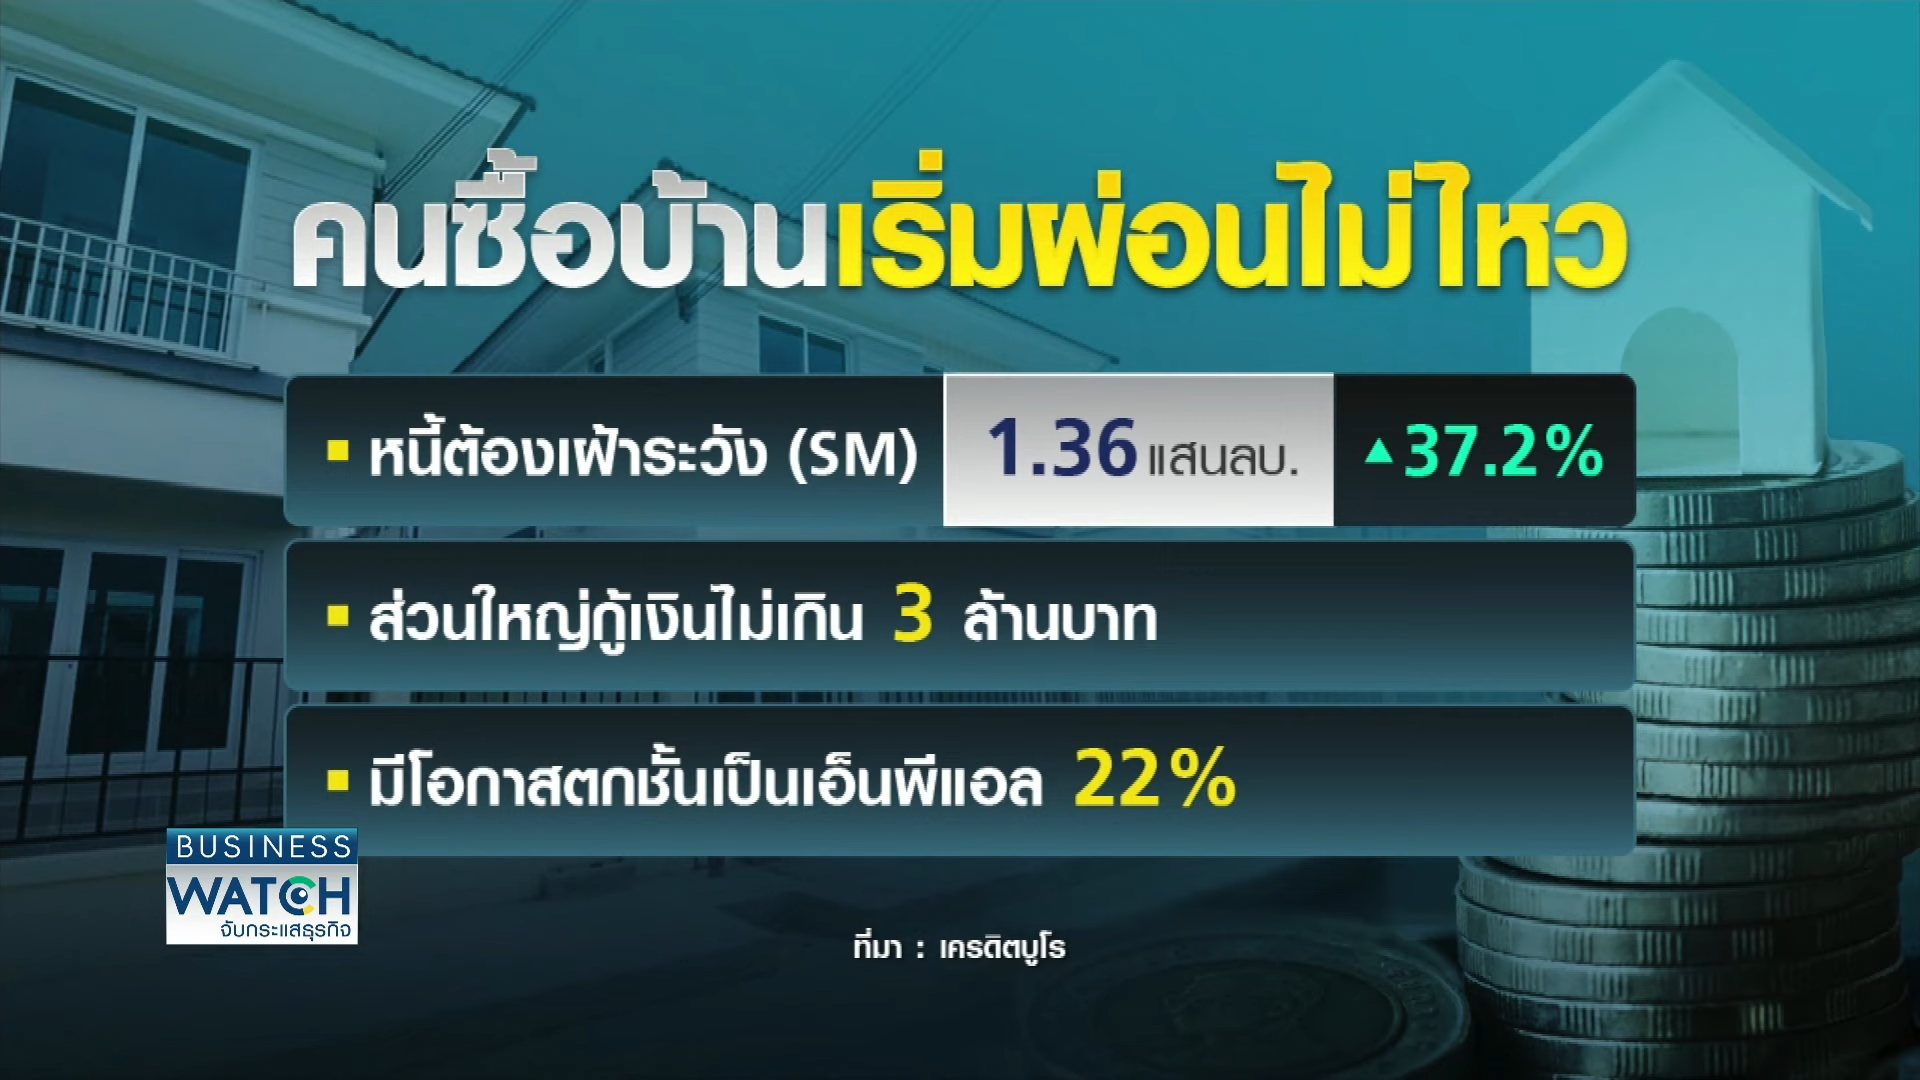 คนซื้อบ้านเริ่มผ่อนไม่ไหว
▪ หนี้ต้องเฝ้าระวัง (SM) 1.36 แสนลบ. ▲37.2%
▪ ส่วนใหญ่กู้เงินไม่เกิน 3 ล้านบาท
▪ มีโอกาสตกชั้นเป็นเอ็นพีแอล 22%
BUSINESS
WATCH
จับกระแสธุรกิจ
ที่มา : เครดิตบูโร